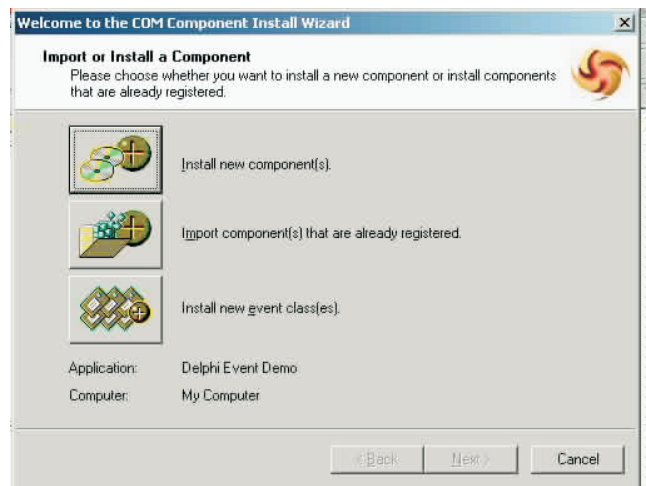 Welcome to the COM Component Install Wizard
Import or Install a Component
Please choose whether you want to install a new component or install components
that are already registered.
Install new component(s).
Import component(s) that are already registered.
Install new event class(es).
Application: Delphi Event Demo
Computer: My Computer
< Back Next > Cancel